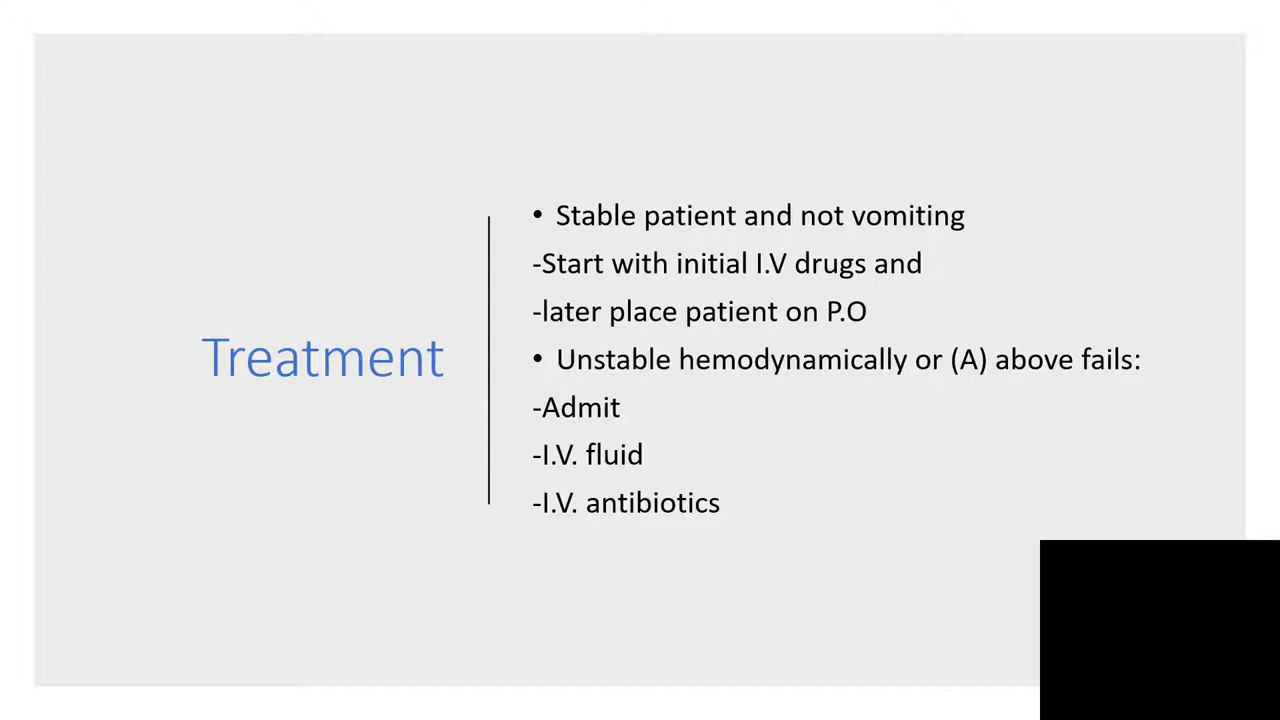 Treatment
• Stable patient and not vomiting
-Start with initial I.V drugs and
-later place patient on P.O
• Unstable hemodynamically or (A) above fails:
-Admit
-I.V. fluid
-I.V. antibiotics